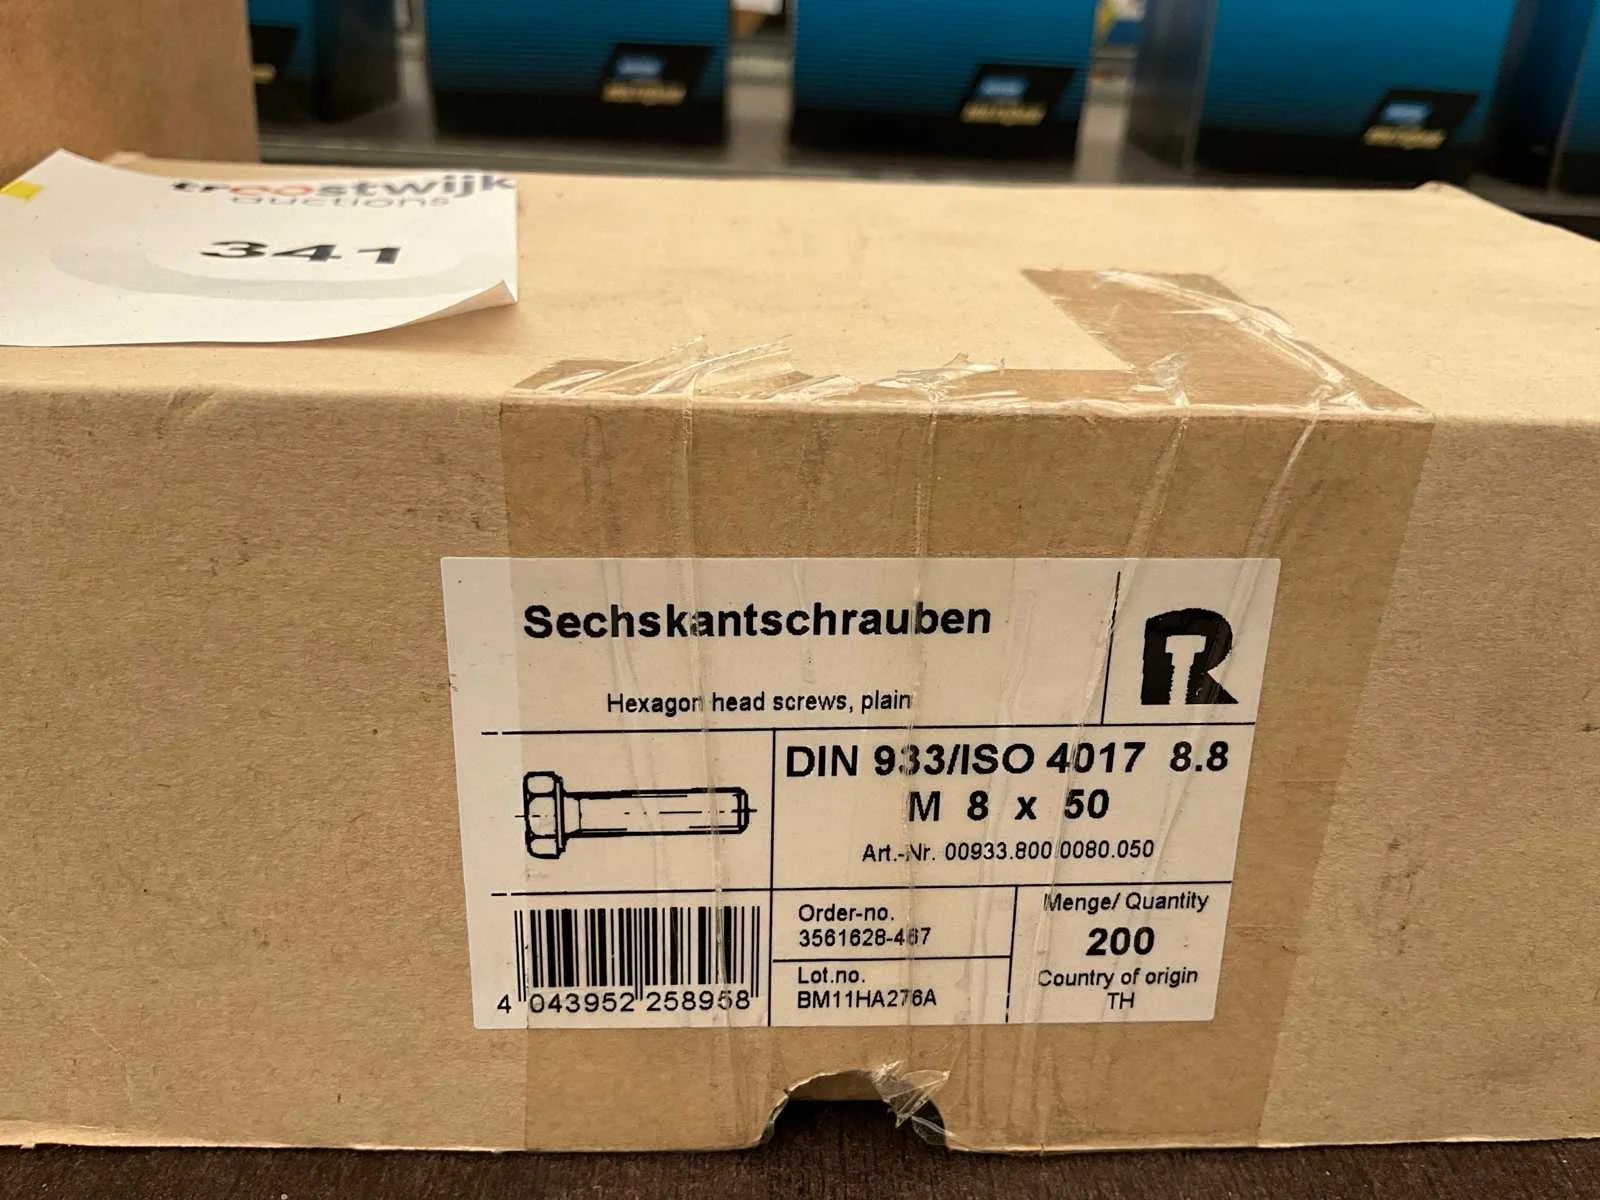 troostwijk
auctions
341
Sechskantschrauben
Hexagon head screws, plain
R
DIN 933/ISO 4017 8.8
M 8 x 50
Art.-Nr. 00933.800.0080.050
Order-no.
3561628-467
Lot.no.
BM11HA276A
Menge/ Quantity
200
Country of origin
TH
4 043952 258958